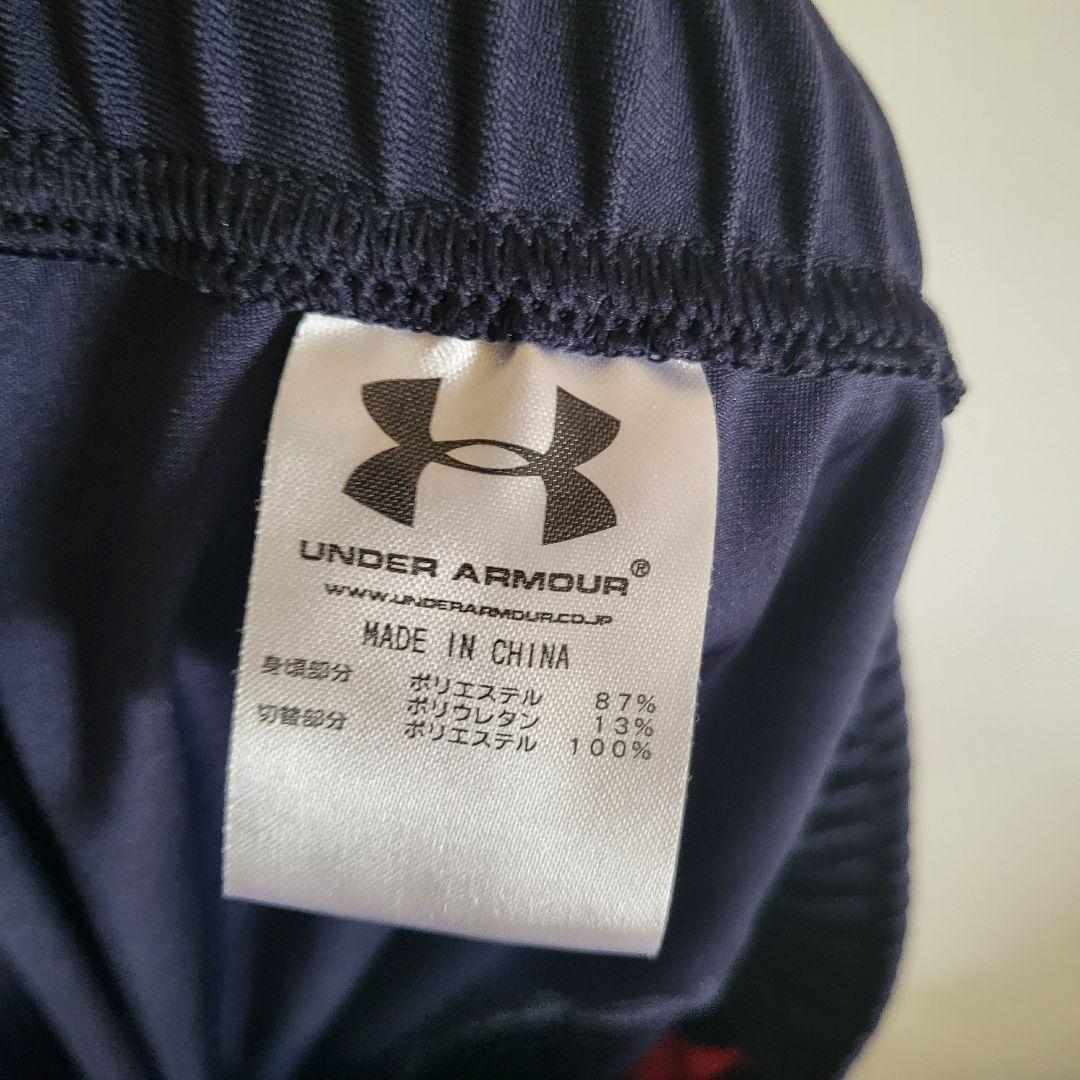 UNDER ARMOUR®
WWW.UNDERARMOUR.CO.JP
MADE IN CHINA
身頃部分 ポリエステル 87%
ポリウレタン 13%
切替部分 ポリエステル 100%